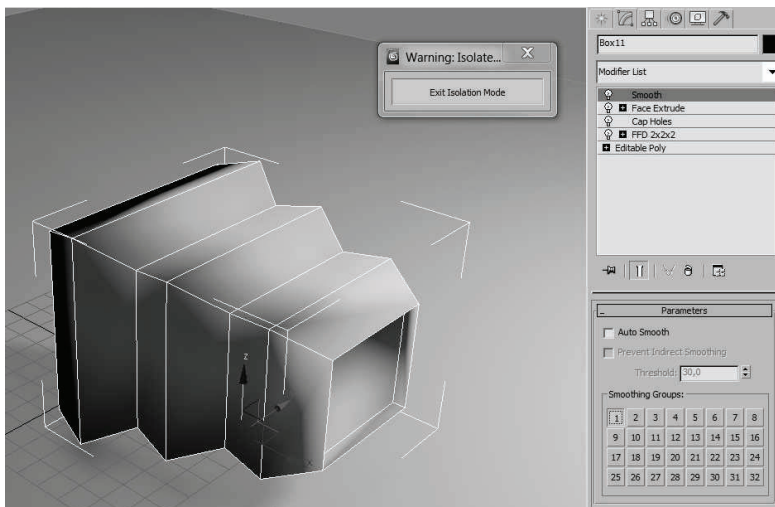 Warning: Isolate...
X
Exit Isolation Mode
z
x
Box11
Modifier List
Smooth
Face Extrude
Cap Holes
FFD 2x2x2
Editable Poly
Parameters
Auto Smooth
Prevent Indirect Smoothing
Threshold: 30,0
Smoothing Groups:
1 2 3 4 5 6 7 8
9 10 11 12 13 14 15 16
17 18 19 20 21 22 23 24
25 26 27 28 29 30 31 32